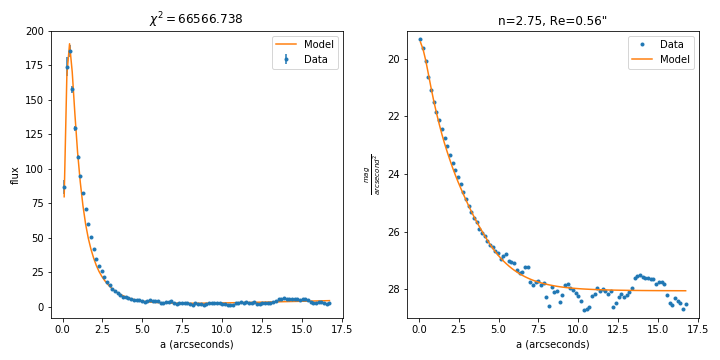 χ² = 66566.738
n=2.75, Re=0.56"
Model
Data
Data
Model
flux
mag/arcsecond²
200
175
150
125
100
75
50
25
0
20
22
24
26
28
0.0 2.5 5.0 7.5 10.0 12.5 15.0 17.5
0.0 2.5 5.0 7.5 10.0 12.5 15.0 17.5
a (arcseconds)
a (arcseconds)